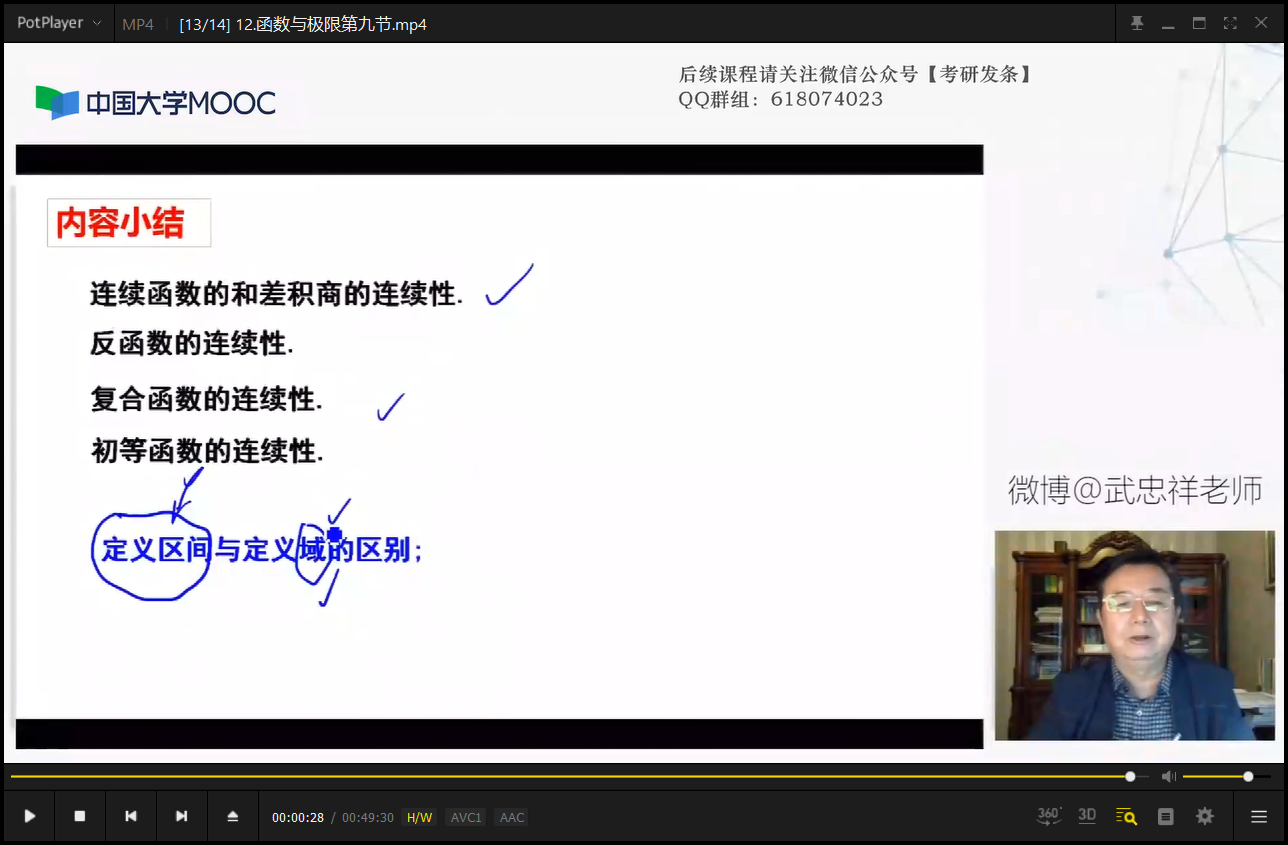 PotPlayer
MP4
[13/14] 12.函数与极限第九节.mp4
后续课程请关注微信公众号【考研发条】
QQ群组：618074023
中国大学MOOC
内容小结
连续函数的和差积商的连续性.
反函数的连续性.
复合函数的连续性.
初等函数的连续性.
定义区间与定义域的区别;
微博@武忠祥老师
00:00:28 / 00:49:30 H/W AVC1 AAC
360° 3D